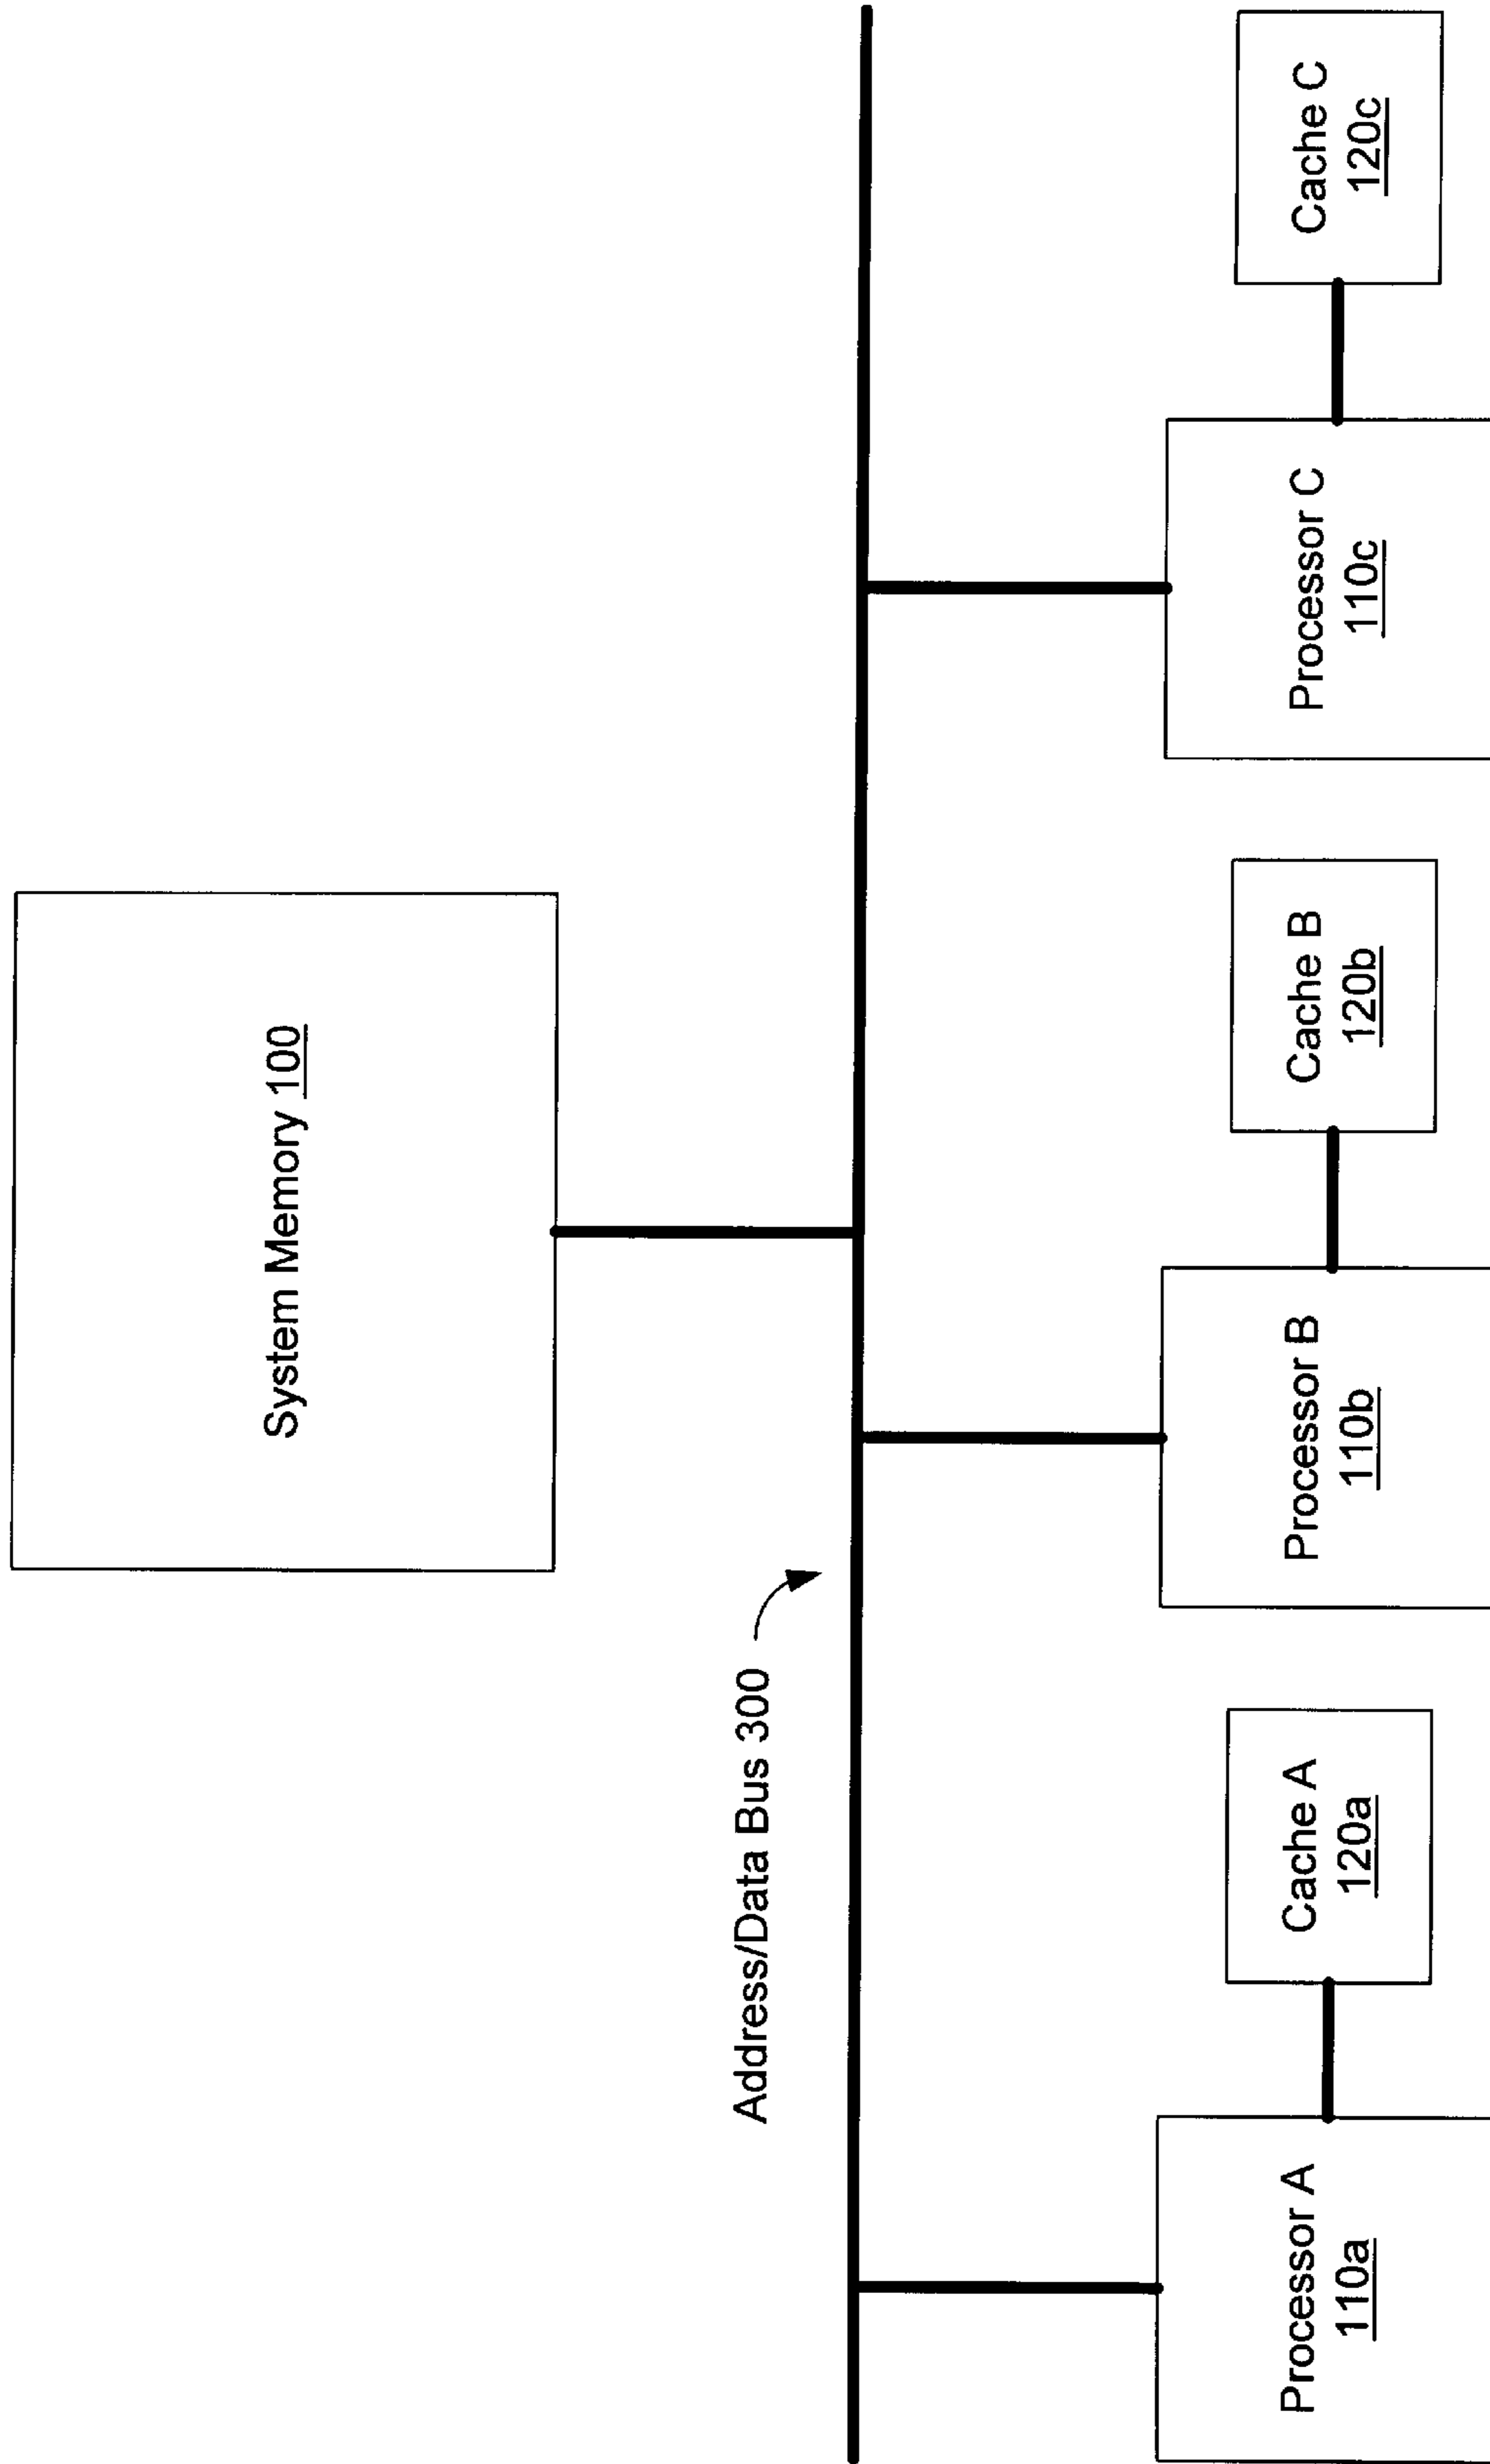 System Memory 100
Address/Data Bus 300
Processor A
110a
Cache A
120a
Processor B
110b
Cache B
120b
Processor C
110c
Cache C
120c